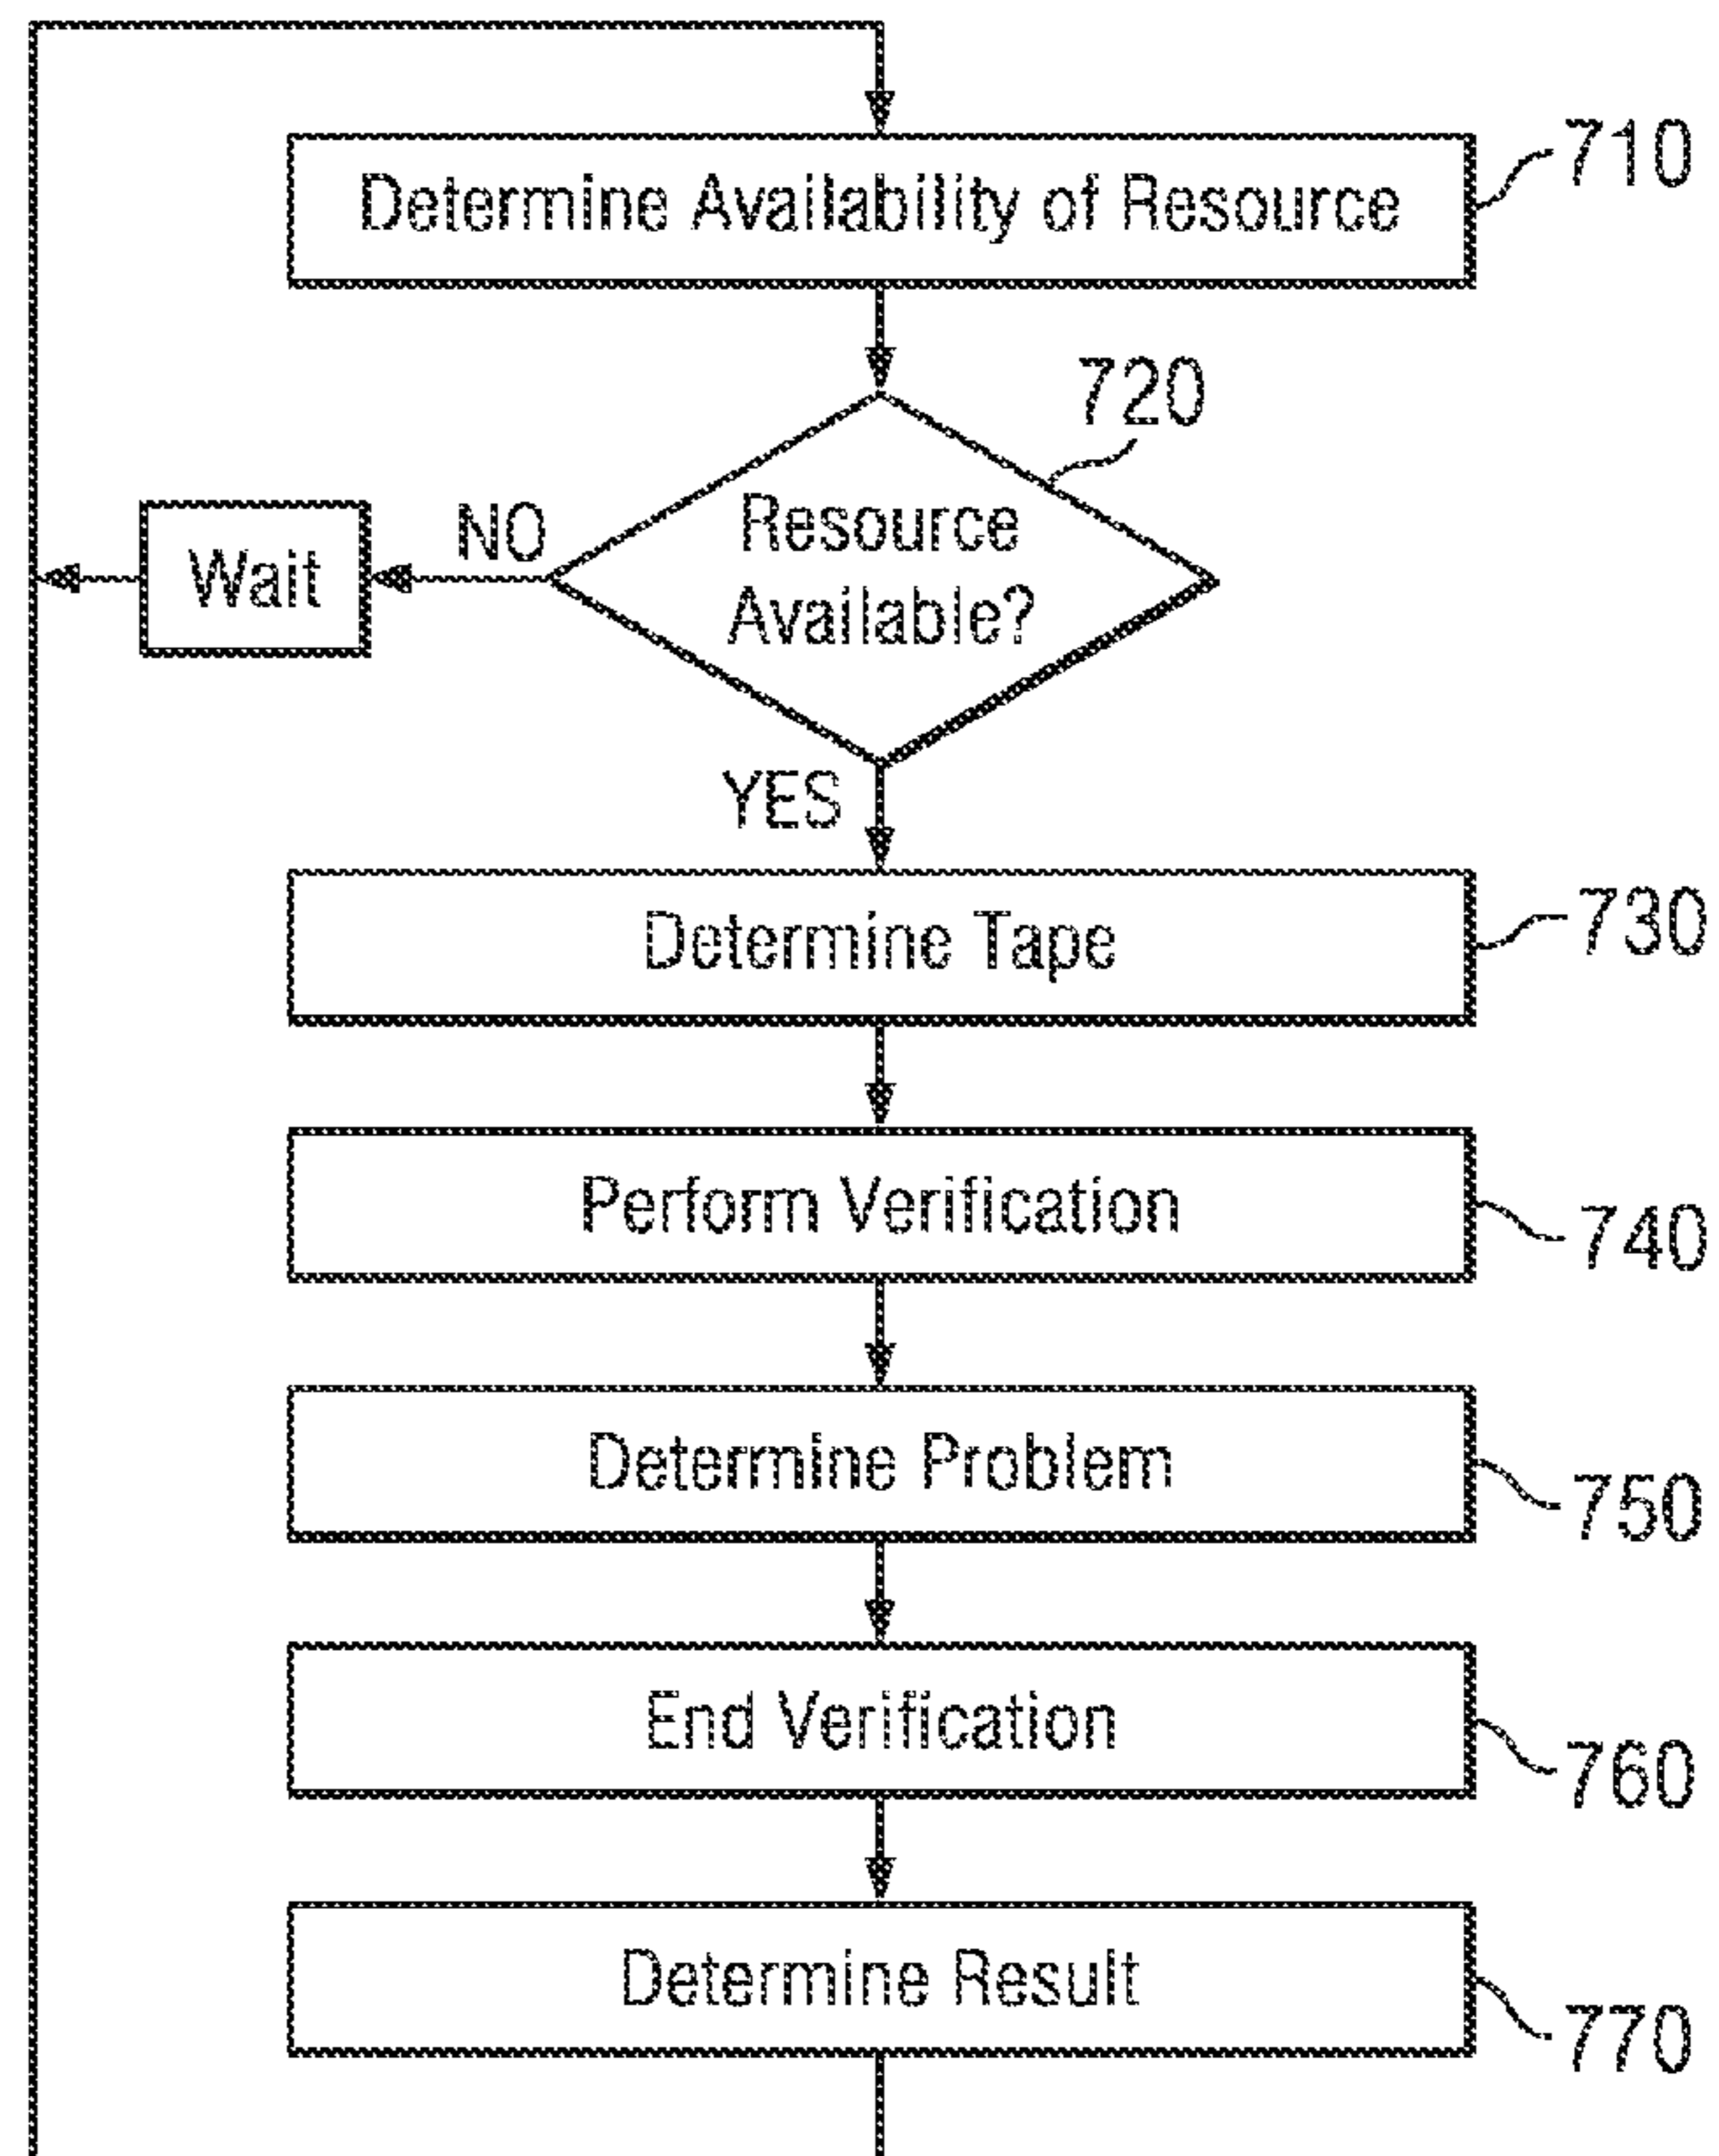 710
Determine Availability of Resource
720
Resource
Available?
NO
Wait
YES
Determine Tape
730
Perform Verification
740
Determine Problem
750
End Verification
760
Determine Result
770